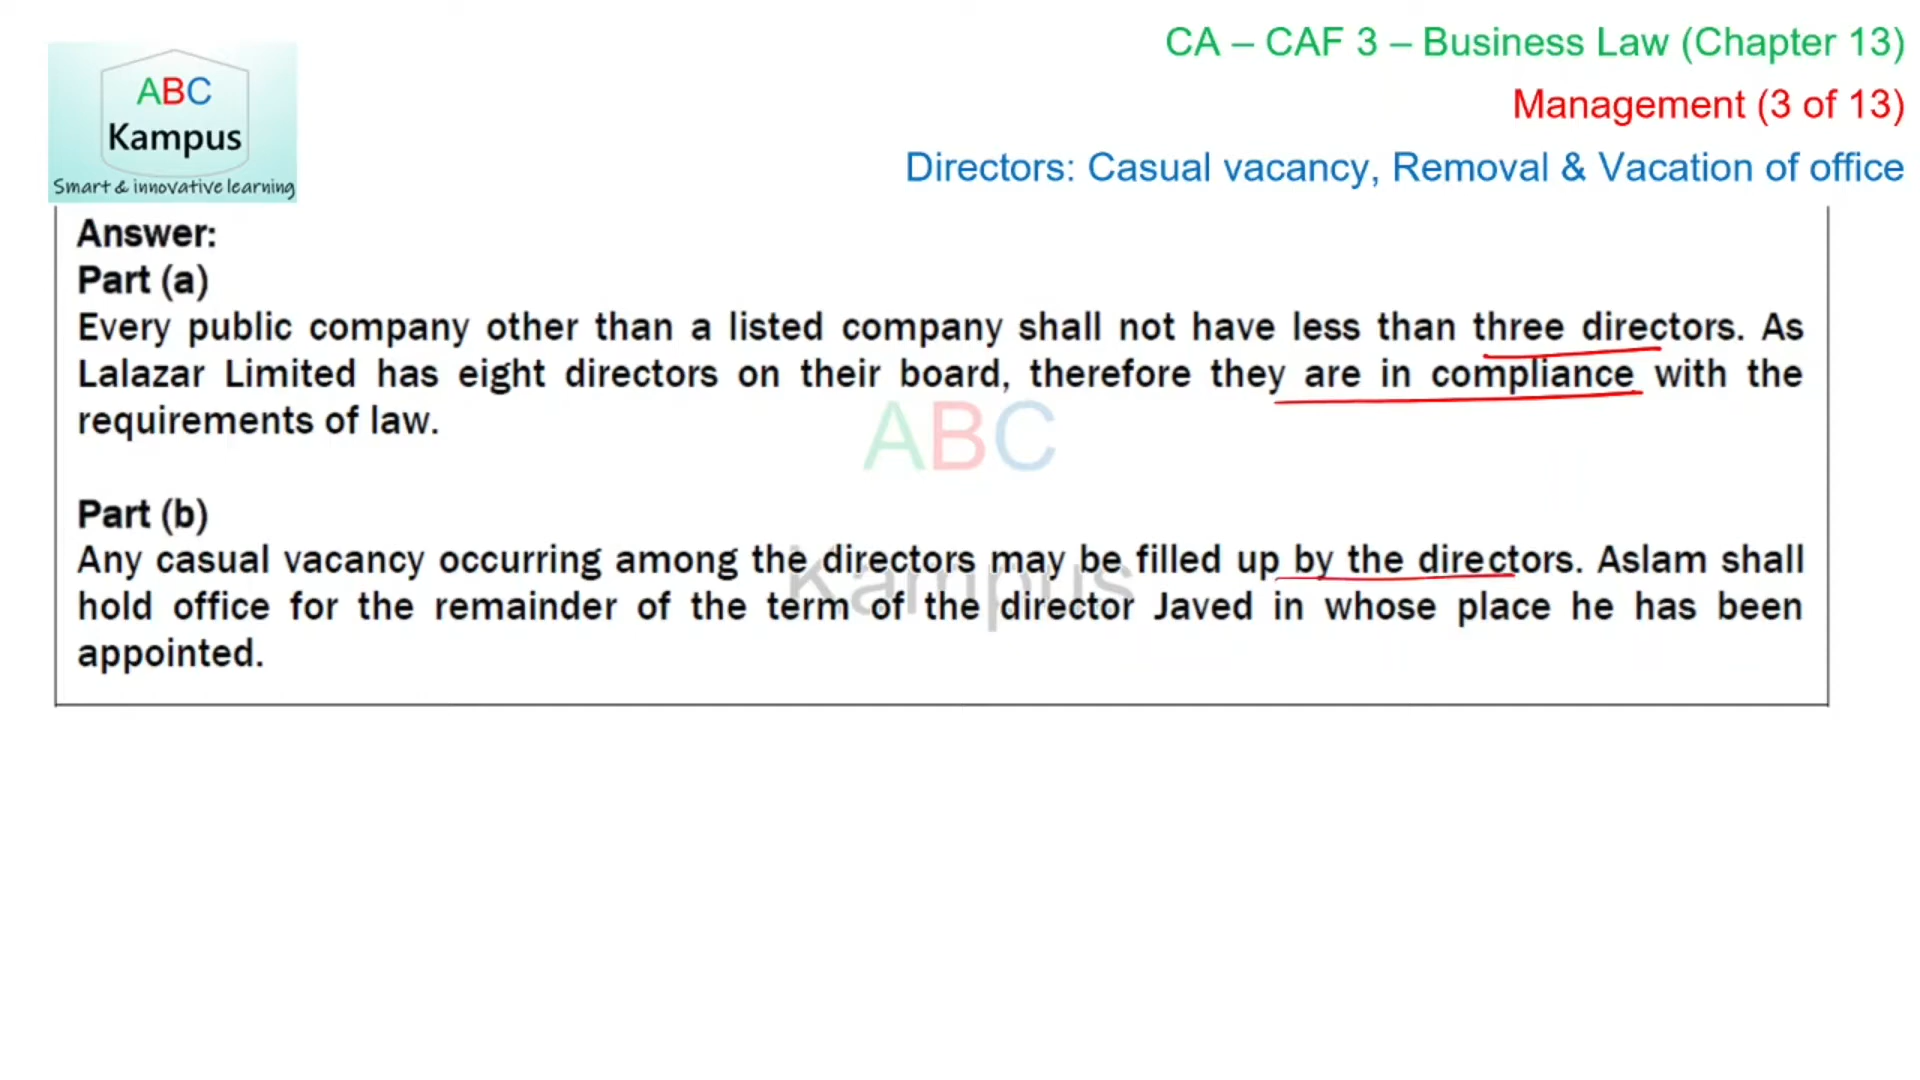 ABC
Kampus
Smart & innovative learning
CA – CAF 3 – Business Law (Chapter 13)
Management (3 of 13)
Directors: Casual vacancy, Removal & Vacation of office
Answer:
Part (a)
Every public company other than a listed company shall not have less than three directors. As
Lalazar Limited has eight directors on their board, therefore they are in compliance with the
requirements of law.
ABC
Part (b)
Any casual vacancy occurring among the directors may be filled up by the directors. Aslam shall
Kampus
hold office for the remainder of the term of the director Javed in whose place he has been
appointed.